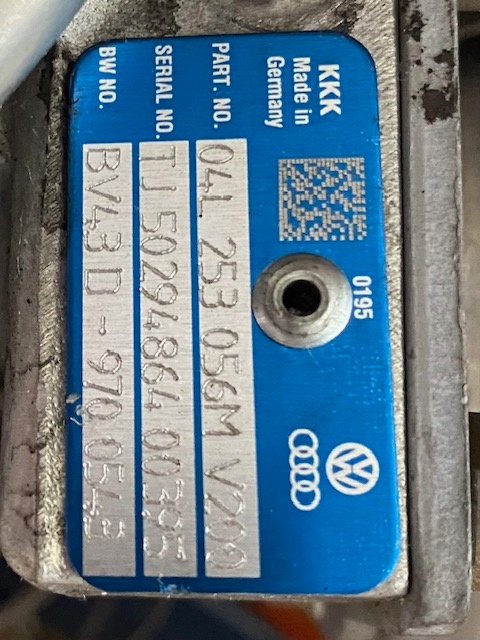 KKK
Made in
Germany
0195
PART. NO. 04L 253 056M V200
SERIAL NO. TJ 50294864 00395
BW NO. BV43 D - 970 0543